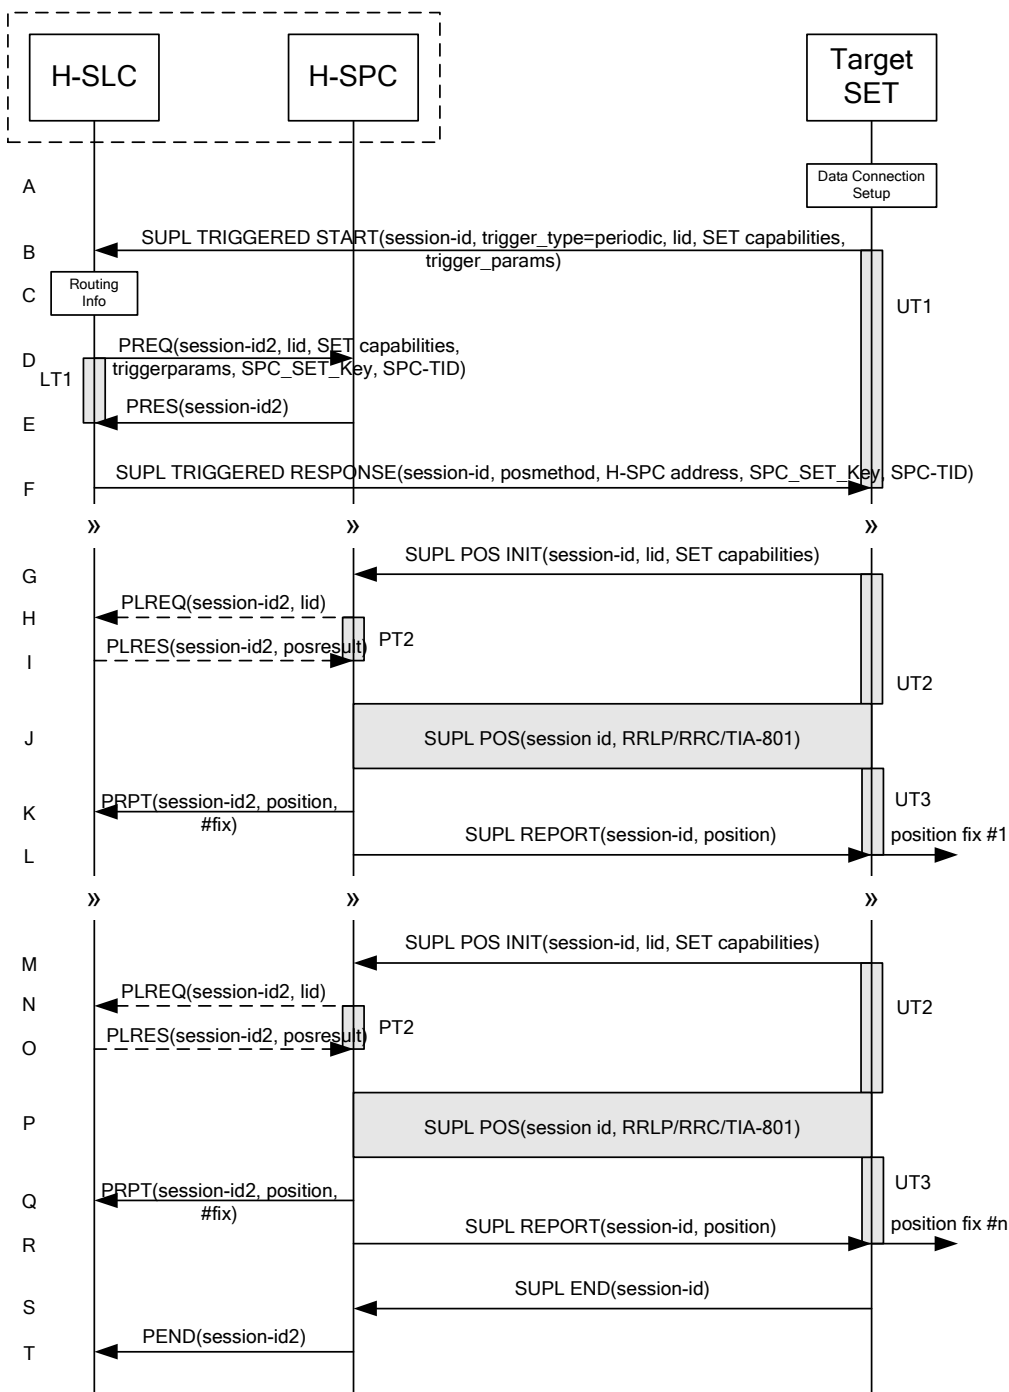 H-SLC
H-SPC
Target
SET
A
Data Connection
Setup
B
SUPL TRIGGERED START(session-id, trigger_type=periodic, lid, SET capabilities,
trigger_params)
C
Routing
Info
UT1
D
PREQ(session-id2, lid, SET capabilities,
triggerparams, SPC_SET_Key, SPC-TID)
LT1
E
PRES(session-id2)
F
SUPL TRIGGERED RESPONSE(session-id, posmethod, H-SPC address, SPC_SET_Key, SPC-TID)
» » »
G
SUPL POS INIT(session-id, lid, SET capabilities)
H
PLREQ(session-id2, lid)
I
PLRES(session-id2, posresult)
PT2
UT2
J
SUPL POS(session id, RRLP/RRC/TIA-801)
K
PRPT(session-id2, position,
#fix)
UT3
L
SUPL REPORT(session-id, position)
position fix #1
» » »
M
SUPL POS INIT(session-id, lid, SET capabilities)
N
PLREQ(session-id2, lid)
O
PLRES(session-id2, posresult)
PT2
UT2
P
SUPL POS(session id, RRLP/RRC/TIA-801)
Q
PRPT(session-id2, position,
#fix)
UT3
R
SUPL REPORT(session-id, position)
position fix #n
S
SUPL END(session-id)
T
PEND(session-id2)